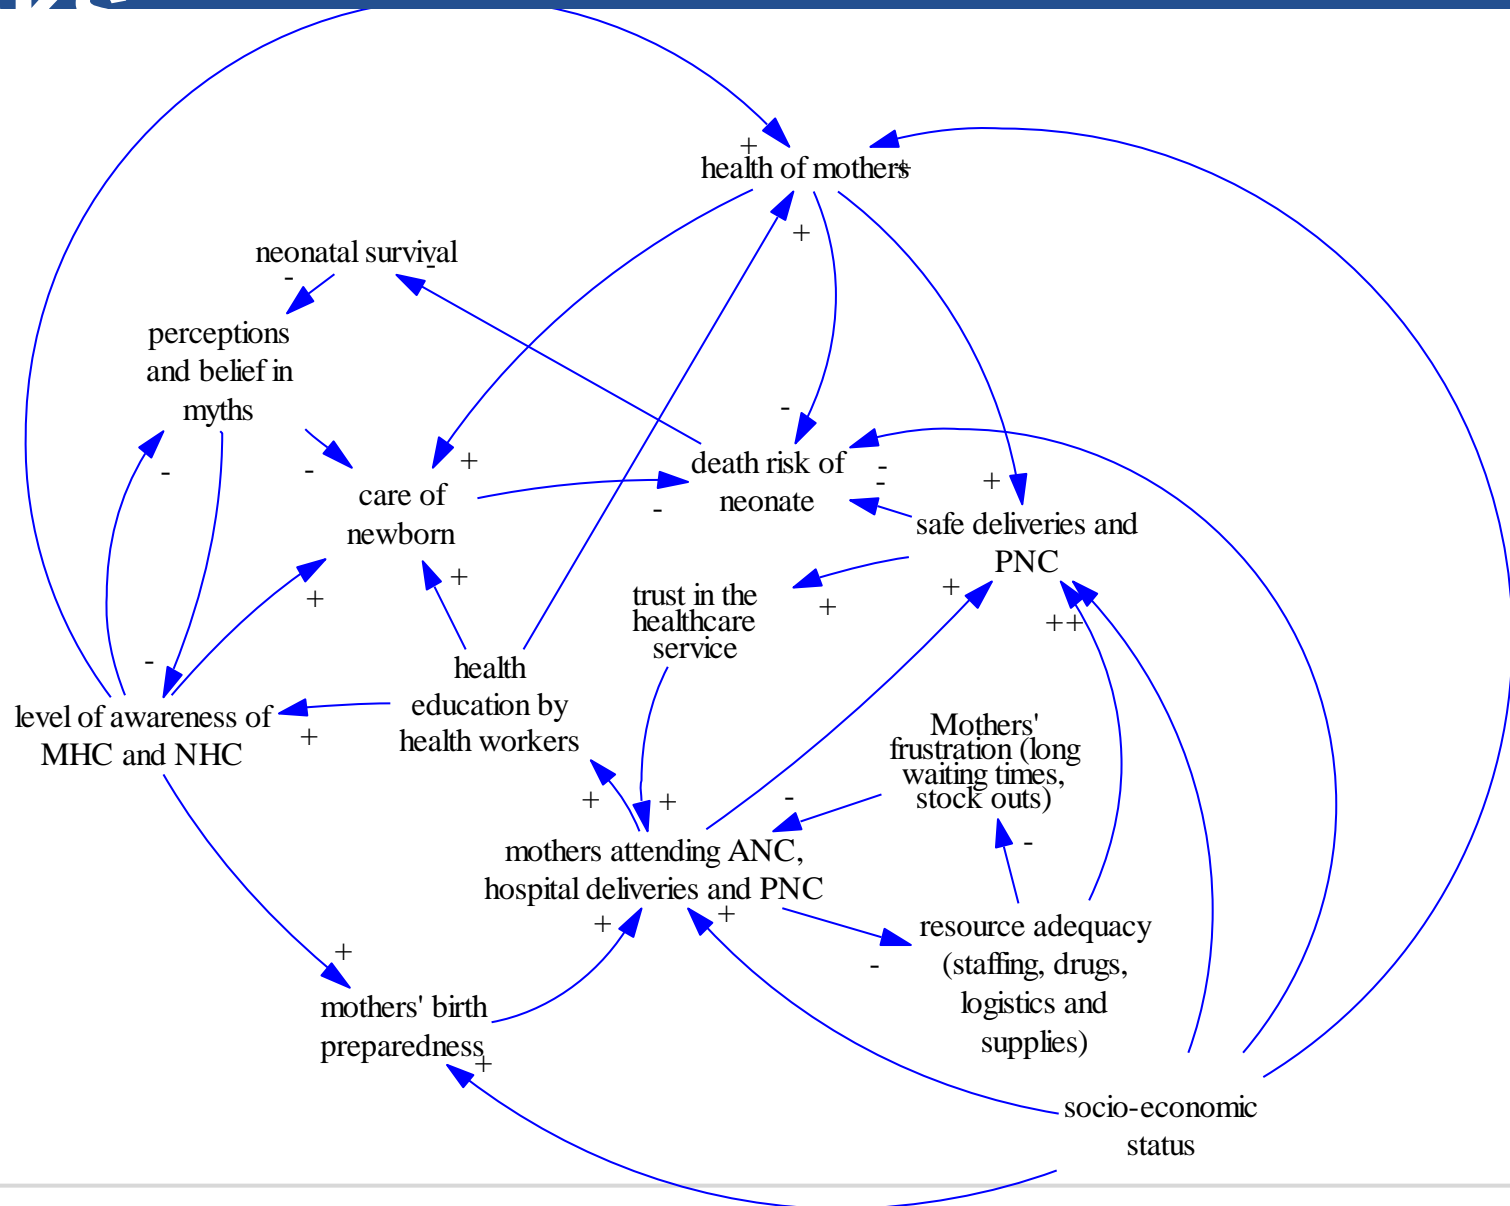 +
health of mothers
+
+
neonatal survival
-
-
perceptions
and belief in
myths
-
-
-
+
death risk of
neonate
-
-
-
care of
newborn
+
safe deliveries and
PNC
+
+
+
+
trust in the
healthcare
service
+
++
-
health
education by
health workers
level of awareness of
MHC and NHC
+
Mothers'
frustration (long
waiting times,
stock outs)
+
+
-
-
mothers attending ANC,
hospital deliveries and PNC
+
+
-
resource adequacy
(staffing, drugs,
logistics and
supplies)
+
mothers' birth
preparedness
+
socio-economic
status